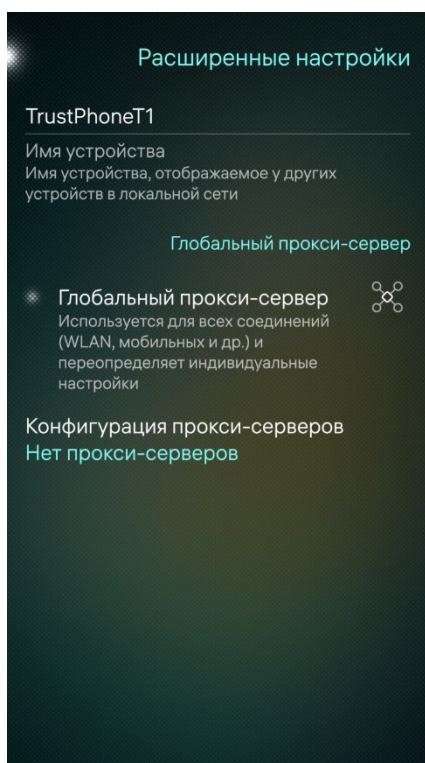 Расширенные настройки
TrustPhoneT1
Имя устройства
Имя устройства, отображаемое у других
устройств в локальной сети
Глобальный прокси-сервер
Глобальный прокси-сервер
Используется для всех соединений
(WLAN, мобильных и др.) и
переопределяет индивидуальные
настройки
Конфигурация прокси-серверов
Нет прокси-серверов